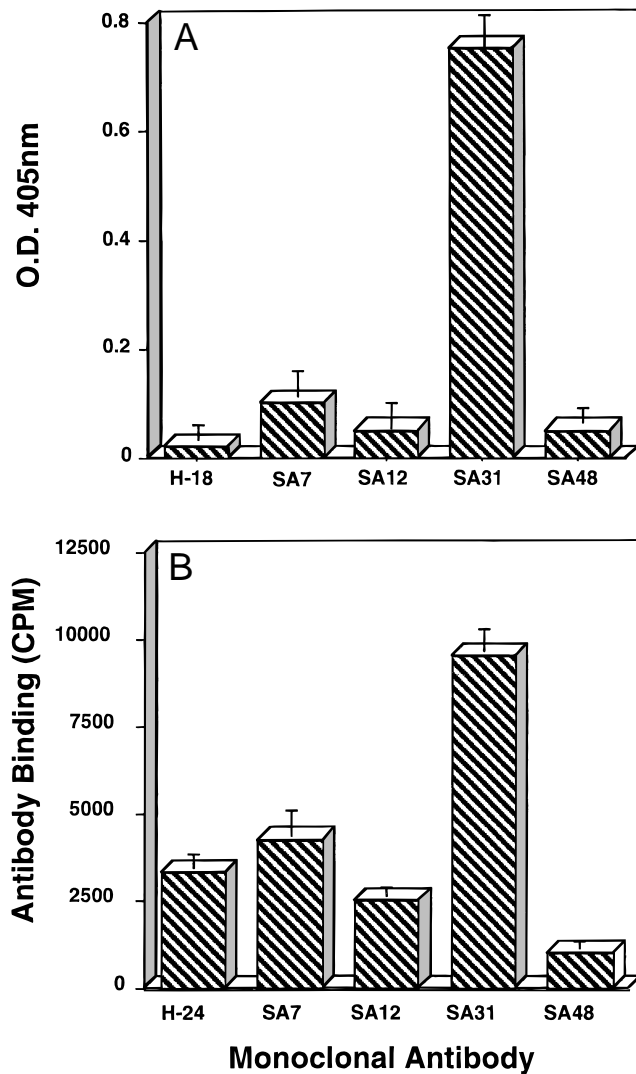 A
O.D. 405nm
0.8
0.6
0.4
0.2
0
H-18 SA7 SA12 SA31 SA48
B
Antibody Binding (CPM)
12500
10000
7500
5000
2500
0
H-24 SA7 SA12 SA31 SA48
Monoclonal Antibody